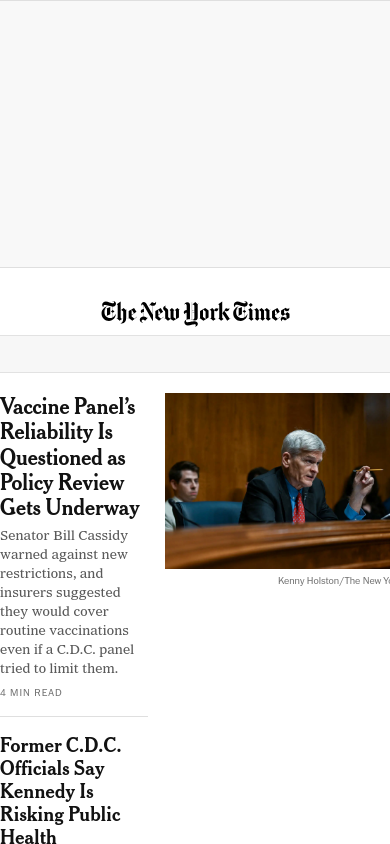 The New York Times
Vaccine Panel’s
Reliability Is
Questioned as
Policy Review
Gets Underway
Senator Bill Cassidy
warned against new
restrictions, and
insurers suggested
they would cover
routine vaccinations
even if a C.D.C. panel
tried to limit them.
4 MIN READ
Kenny Holston/The New Yo
Former C.D.C.
Officials Say
Kennedy Is
Risking Public
Health